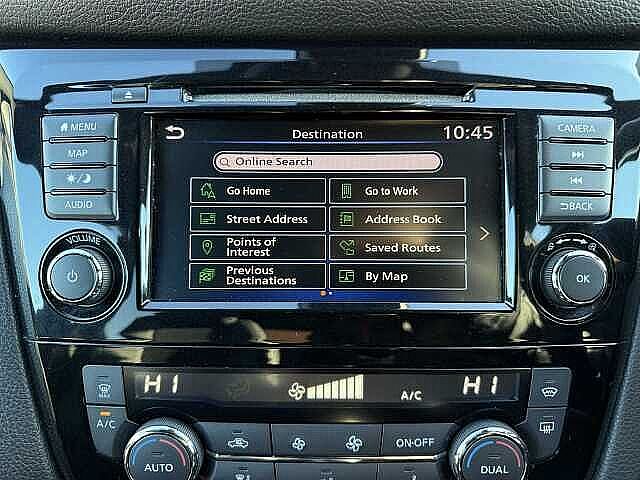 Destination
10:45
Online Search
Go Home
Go to Work
Street Address
Address Book
Points of
Interest
Saved Routes
Previous
Destinations
By Map
MENU
MAP
AUDIO
CAMERA
BACK
VOLUME
OK
HI
A/C
HI
MAX
A/C
ON·OFF
AUTO
DUAL